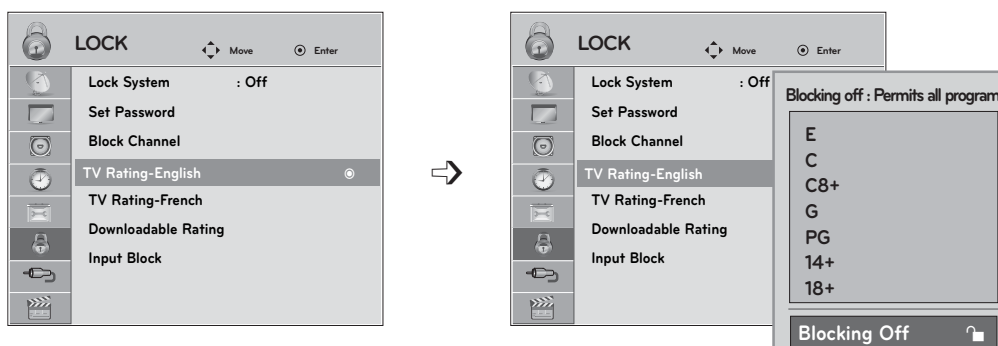 LOCK
Move
Enter
Lock System : Off
Set Password
Block Channel
TV Rating-English
TV Rating-French
Downloadable Rating
Input Block
LOCK
Move
Enter
Lock System : Off
Set Password
Block Channel
TV Rating-English
TV Rating-French
Downloadable Rating
Input Block
Blocking off : Permits all program
E
C
C8+
G
PG
14+
18+
Blocking Off